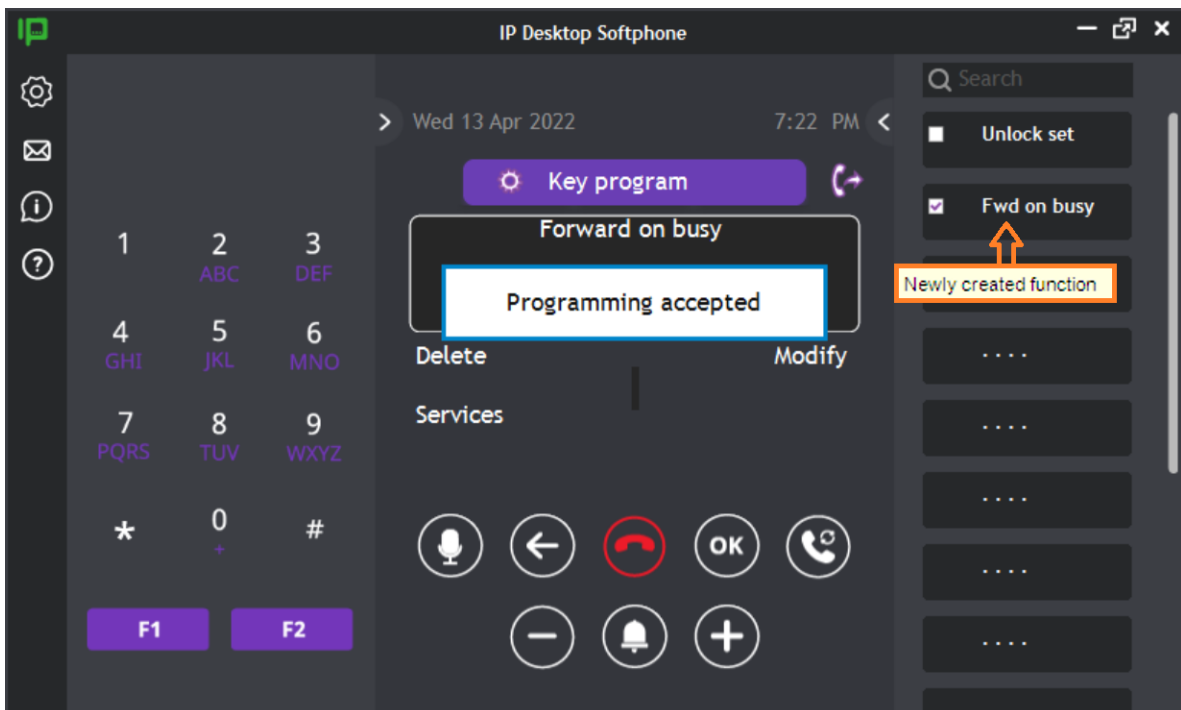 IP Desktop Softphone
Search
Wed 13 Apr 2022 7:22 PM
Unlock set
Key program
Fwd on busy
Forward on busy
Newly created function
Programming accepted
Delete Modify
Services
1 2 3
ABC DEF
4 5 6
GHI JKL MNO
7 8 9
PQRS TUV WXYZ
* 0 #
+
F1 F2
OK
. . . .
. . . .
. . . .
. . . .
. . . .